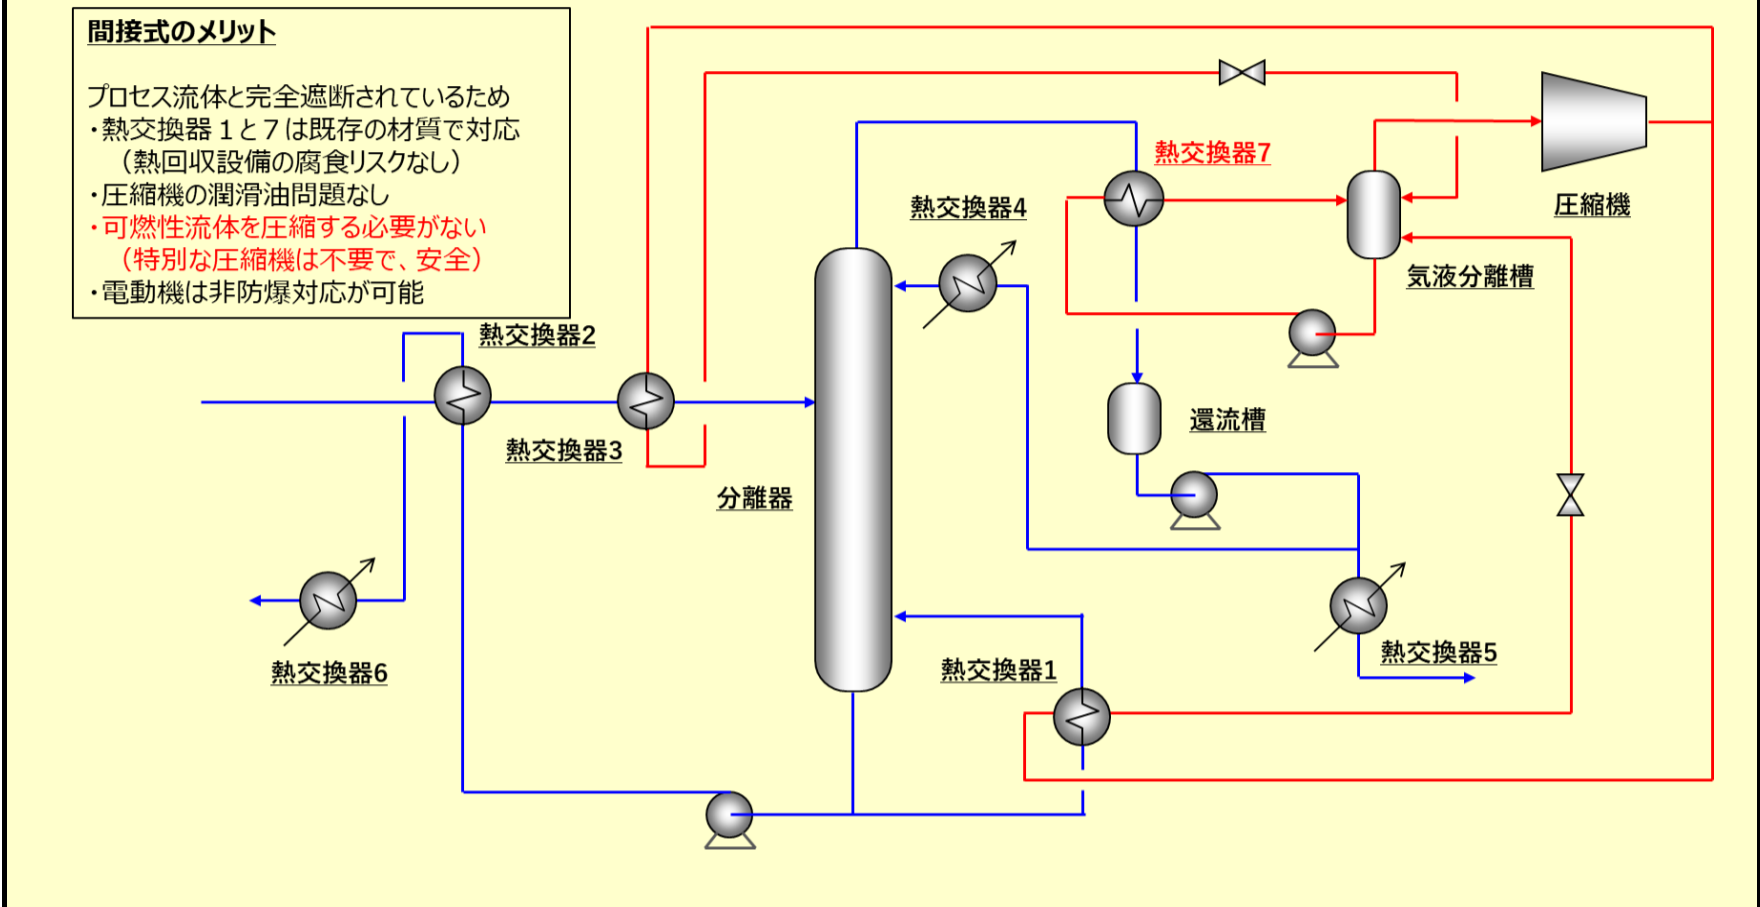 間接式のメリット
プロセス流体と完全遮断されているため
・熱交換器１と７は既存の材質で対応
（熱回収設備の腐食リスクなし）
・圧縮機の潤滑油問題なし
・可燃性流体を圧縮する必要がない
（特別な圧縮機は不要で、安全）
・電動機は非防爆対応が可能
熱交換器7
熱交換器4
圧縮機
気液分離槽
熱交換器2
還流槽
熱交換器3
分離器
熱交換器5
熱交換器1
熱交換器6